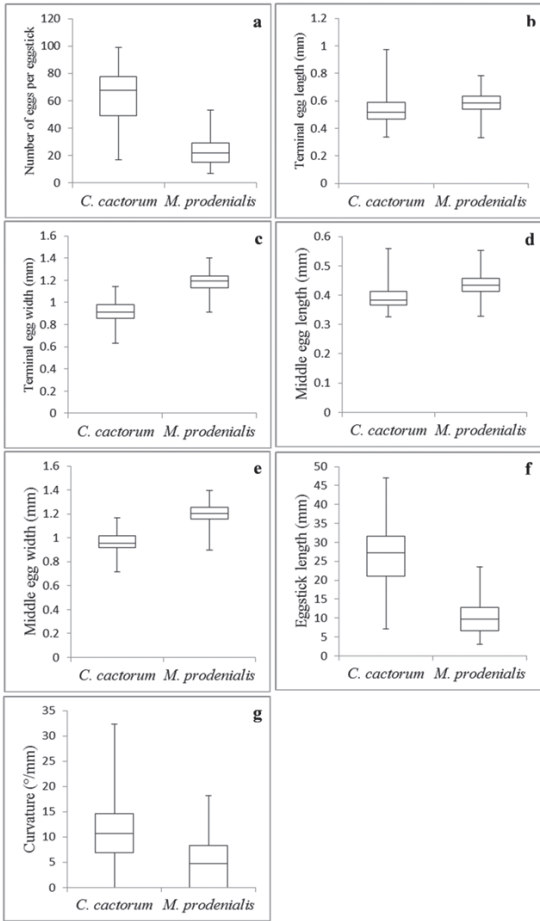 a
Number of eggs per eggstick
120
100
80
60
40
20
0
C. cactorum M. prodenialis
b
Terminal egg length (mm)
1.2
1
0.8
0.6
0.4
0.2
0
C. cactorum M. prodenialis
c
Terminal egg width (mm)
1.6
1.4
1.2
1
0.8
0.6
0.4
0.2
0
C. cactorum M. prodenialis
d
Middle egg length (mm)
0.6
0.5
0.4
0.3
0.2
0.1
0
C. cactorum M. prodenialis
e
Middle egg width (mm)
1.6
1.4
1.2
1
0.8
0.6
0.4
0.2
0
C. cactorum M. prodenialis
f
Eggstick length (mm)
50
45
40
35
30
25
20
15
10
5
0
C. cactorum M. prodenialis
g
Curvature (°/mm)
35
30
25
20
15
10
5
0
C. cactorum M. prodenialis